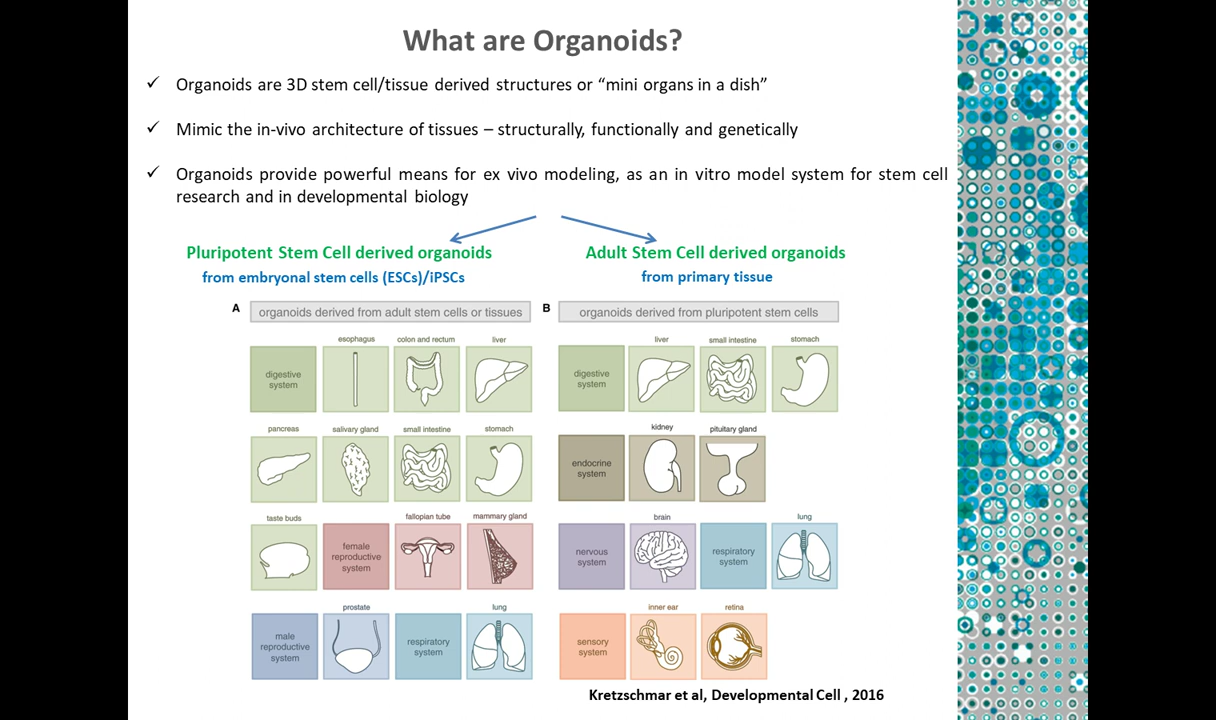 What are Organoids?
✓ Organoids are 3D stem cell/tissue derived structures or “mini organs in a dish”
✓ Mimic the in-vivo architecture of tissues – structurally, functionally and genetically
✓ Organoids provide powerful means for ex vivo modeling, as an in vitro model system for stem cell
research and in developmental biology
Pluripotent Stem Cell derived organoids
from embryonal stem cells (ESCs)/iPSCs
Adult Stem Cell derived organoids
from primary tissue
A
organoids derived from adult stem cells or tissues
digestive
system
esophagus
colon and rectum
liver
pancreas
salivary gland
small intestine
stomach
taste buds
female
reproductive
system
fallopian tube
mammary gland
male
reproductive
system
prostate
respiratory
system
lung
B
organoids derived from pluripotent stem cells
digestive
system
liver
small intestine
stomach
endocrine
system
kidney
pituitary gland
nervous
system
brain
respiratory
system
lung
sensory
system
inner ear
retina
Kretzschmar et al, Developmental Cell , 2016